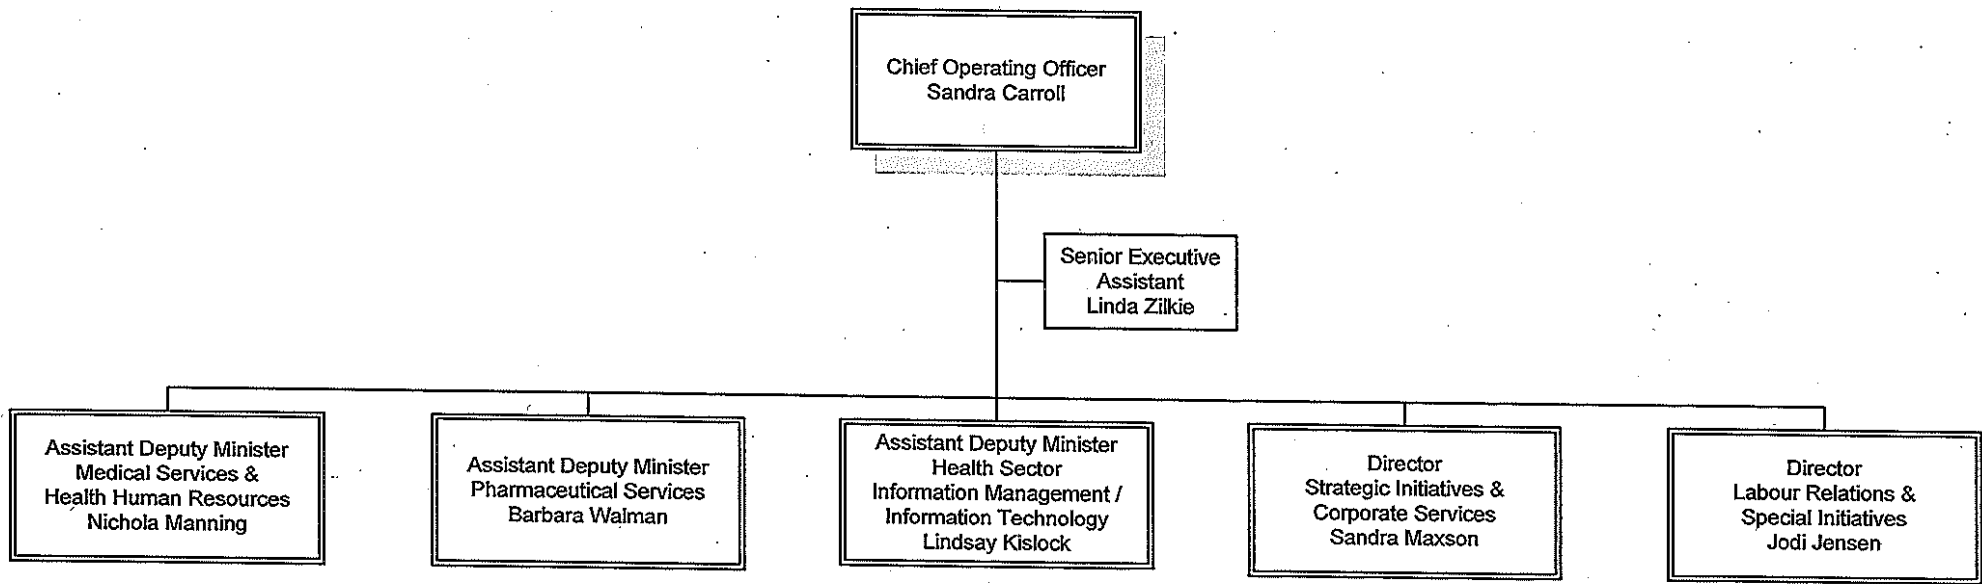 Chief Operating Officer
Sandra Carroll
Senior Executive
Assistant
Linda Zilkie
Assistant Deputy Minister
Medical Services &
Health Human Resources
Nichola Manning
Assistant Deputy Minister
Pharmaceutical Services
Barbara Walman
Assistant Deputy Minister
Health Sector
Information Management /
Information Technology
Lindsay Kislock
Director
Strategic Initiatives &
Corporate Services
Sandra Maxson
Director
Labour Relations &
Special Initiatives
Jodi Jensen